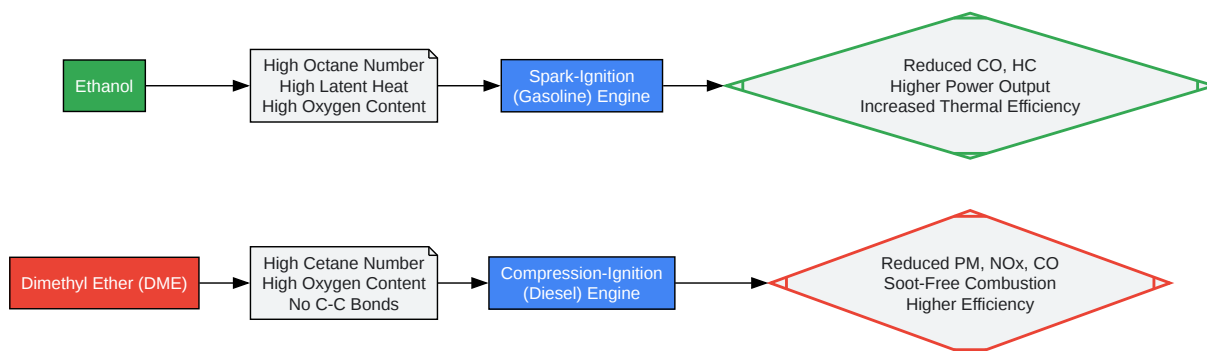 Ethanol
High Octane Number
High Latent Heat
High Oxygen Content
Spark-Ignition
(Gasoline) Engine
Reduced CO, HC
Higher Power Output
Increased Thermal Efficiency
Dimethyl Ether (DME)
High Cetane Number
High Oxygen Content
No C-C Bonds
Compression-Ignition
(Diesel) Engine
Reduced PM, NOx, CO
Soot-Free Combustion
Higher Efficiency